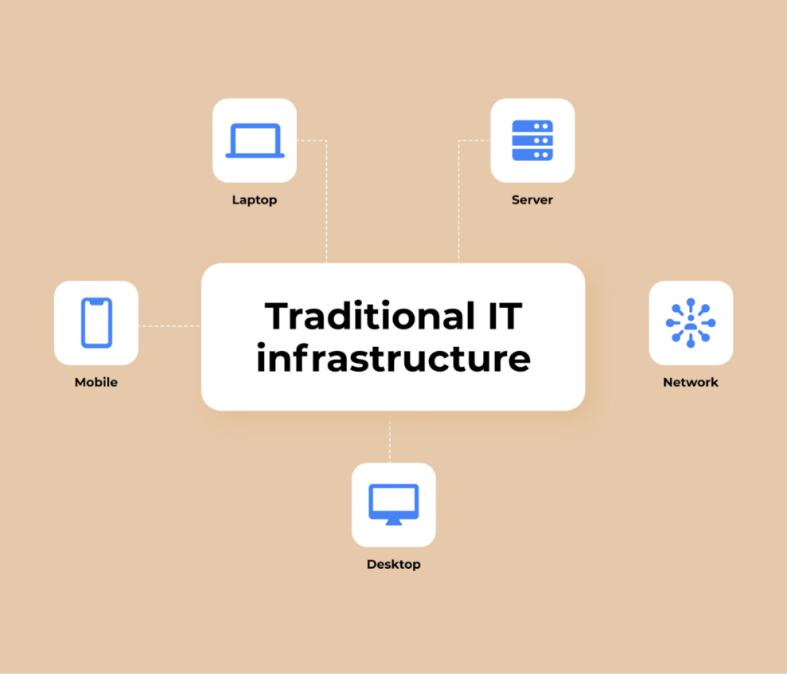 Laptop
Server
Traditional IT
infrastructure
Mobile
Network
Desktop